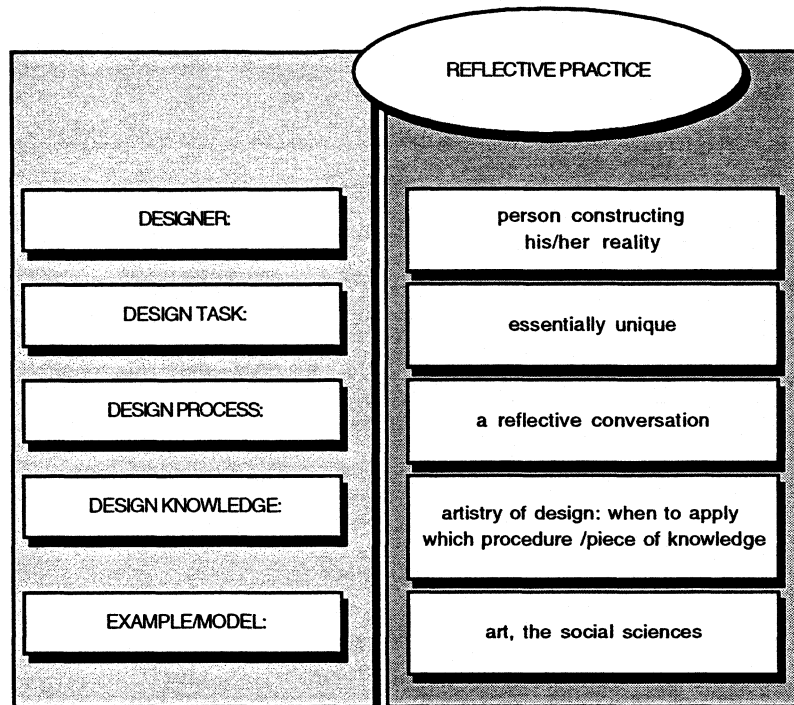 REFLECTIVE PRACTICE
DESIGNER:
person constructing
his/her reality
DESIGN TASK:
essentially unique
DESIGN PROCESS:
a reflective conversation
DESIGN KNOWLEDGE:
artistry of design: when to apply
which procedure /piece of knowledge
EXAMPLE/MODEL:
art, the social sciences